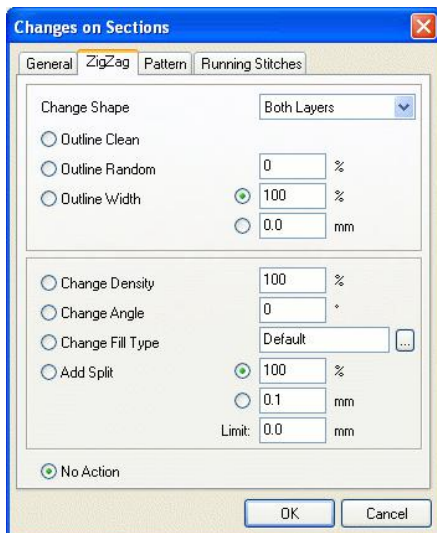 Changes on Sections
General ZigZag Pattern Running Stitches
Change Shape Both Layers
Outline Clean
Outline Random 0 %
Outline Width 100 %
0.0 mm
Change Density 100 %
Change Angle 0 °
Change Fill Type Default ...
Add Split 100 %
0.1 mm
Limit: 0.0 mm
No Action
OK Cancel